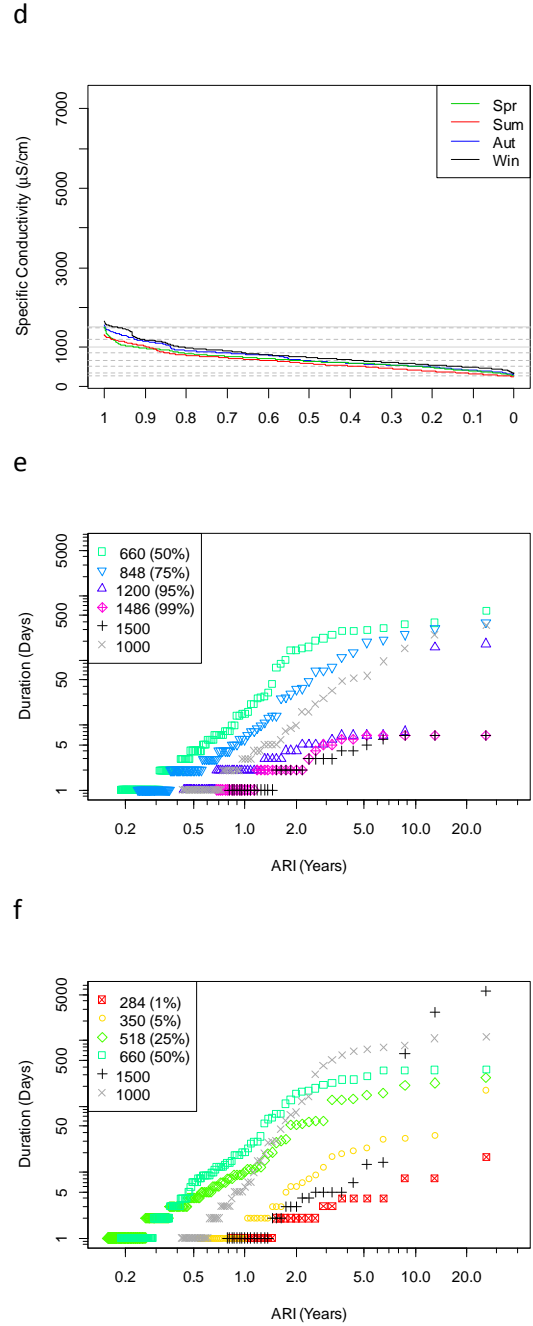 d
Specific Conductivity (µS/cm)
7000
5000
3000
1000
0
Spr
Sum
Aut
Win
1 0.9 0.8 0.7 0.6 0.5 0.4 0.3 0.2 0.1 0
e
Duration (Days)
5000
500
50
5
1
660 (50%)
848 (75%)
1200 (95%)
1486 (99%)
1500
1000
0.2 0.5 1.0 2.0 5.0 10.0 20.0
ARI (Years)
f
Duration (Days)
5000
500
50
5
1
284 (1%)
350 (5%)
518 (25%)
660 (50%)
1500
1000
0.2 0.5 1.0 2.0 5.0 10.0 20.0
ARI (Years)